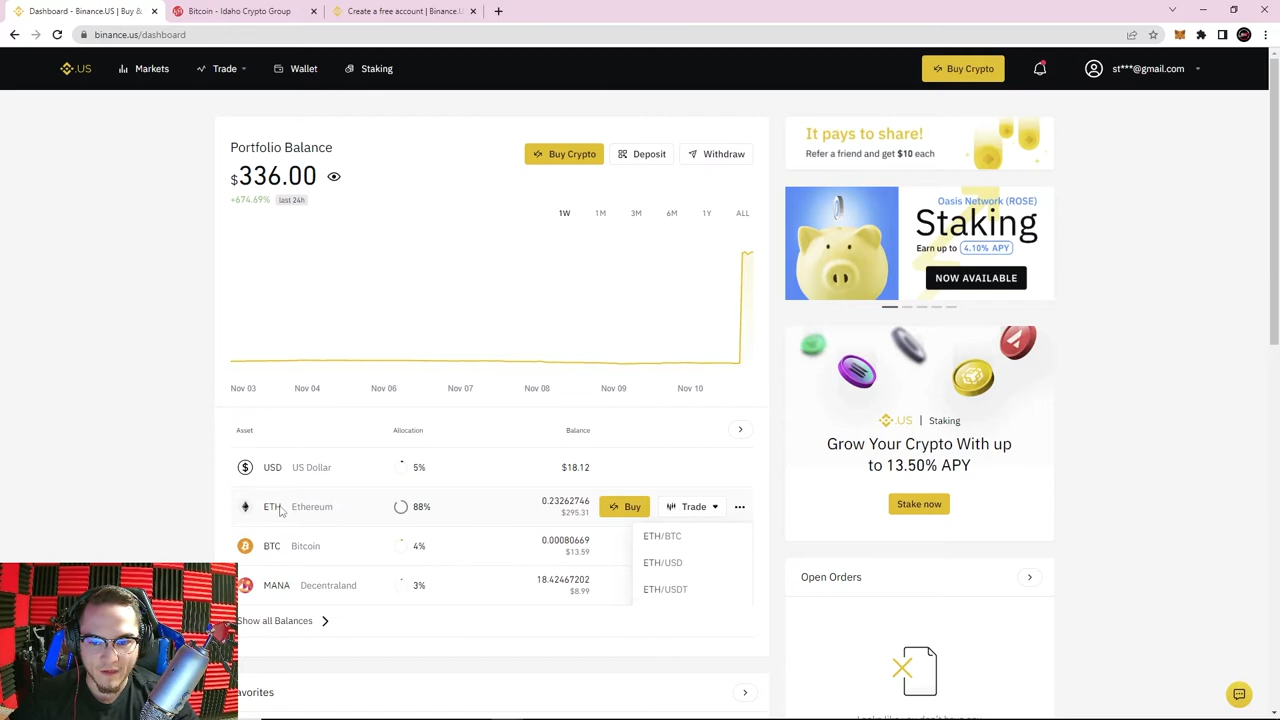 Dashboard - Binance.US | Buy &
Bitcoin - Idaho Crypto Group
Create a free account | Binance.U
binance.us/dashboard
.US
Markets
Trade
Wallet
Staking
Buy Crypto
st***@gmail.com
Portfolio Balance
$336.00
+674.69% last 24h
Buy Crypto
Deposit
Withdraw
1W 1M 3M 6M 1Y ALL
Nov 03 Nov 04 Nov 06 Nov 07 Nov 08 Nov 09 Nov 10
Asset Allocation Balance
USD US Dollar 5% $18.12
ETH Ethereum 88% 0.23262746
$295.31
Buy
Trade
BTC Bitcoin 4% 0.00080669
$13.59
MANA Decentraland 3% 18.42467202
$8.99
ETH/BTC
ETH/USD
ETH/USDT
Show all Balances
avorites
It pays to share!
Refer a friend and get $10 each
Oasis Network (ROSE)
Staking
Earn up to 4.10% APY
NOW AVAILABLE
.US | Staking
Grow Your Crypto With up
to 13.50% APY
Stake now
Open Orders